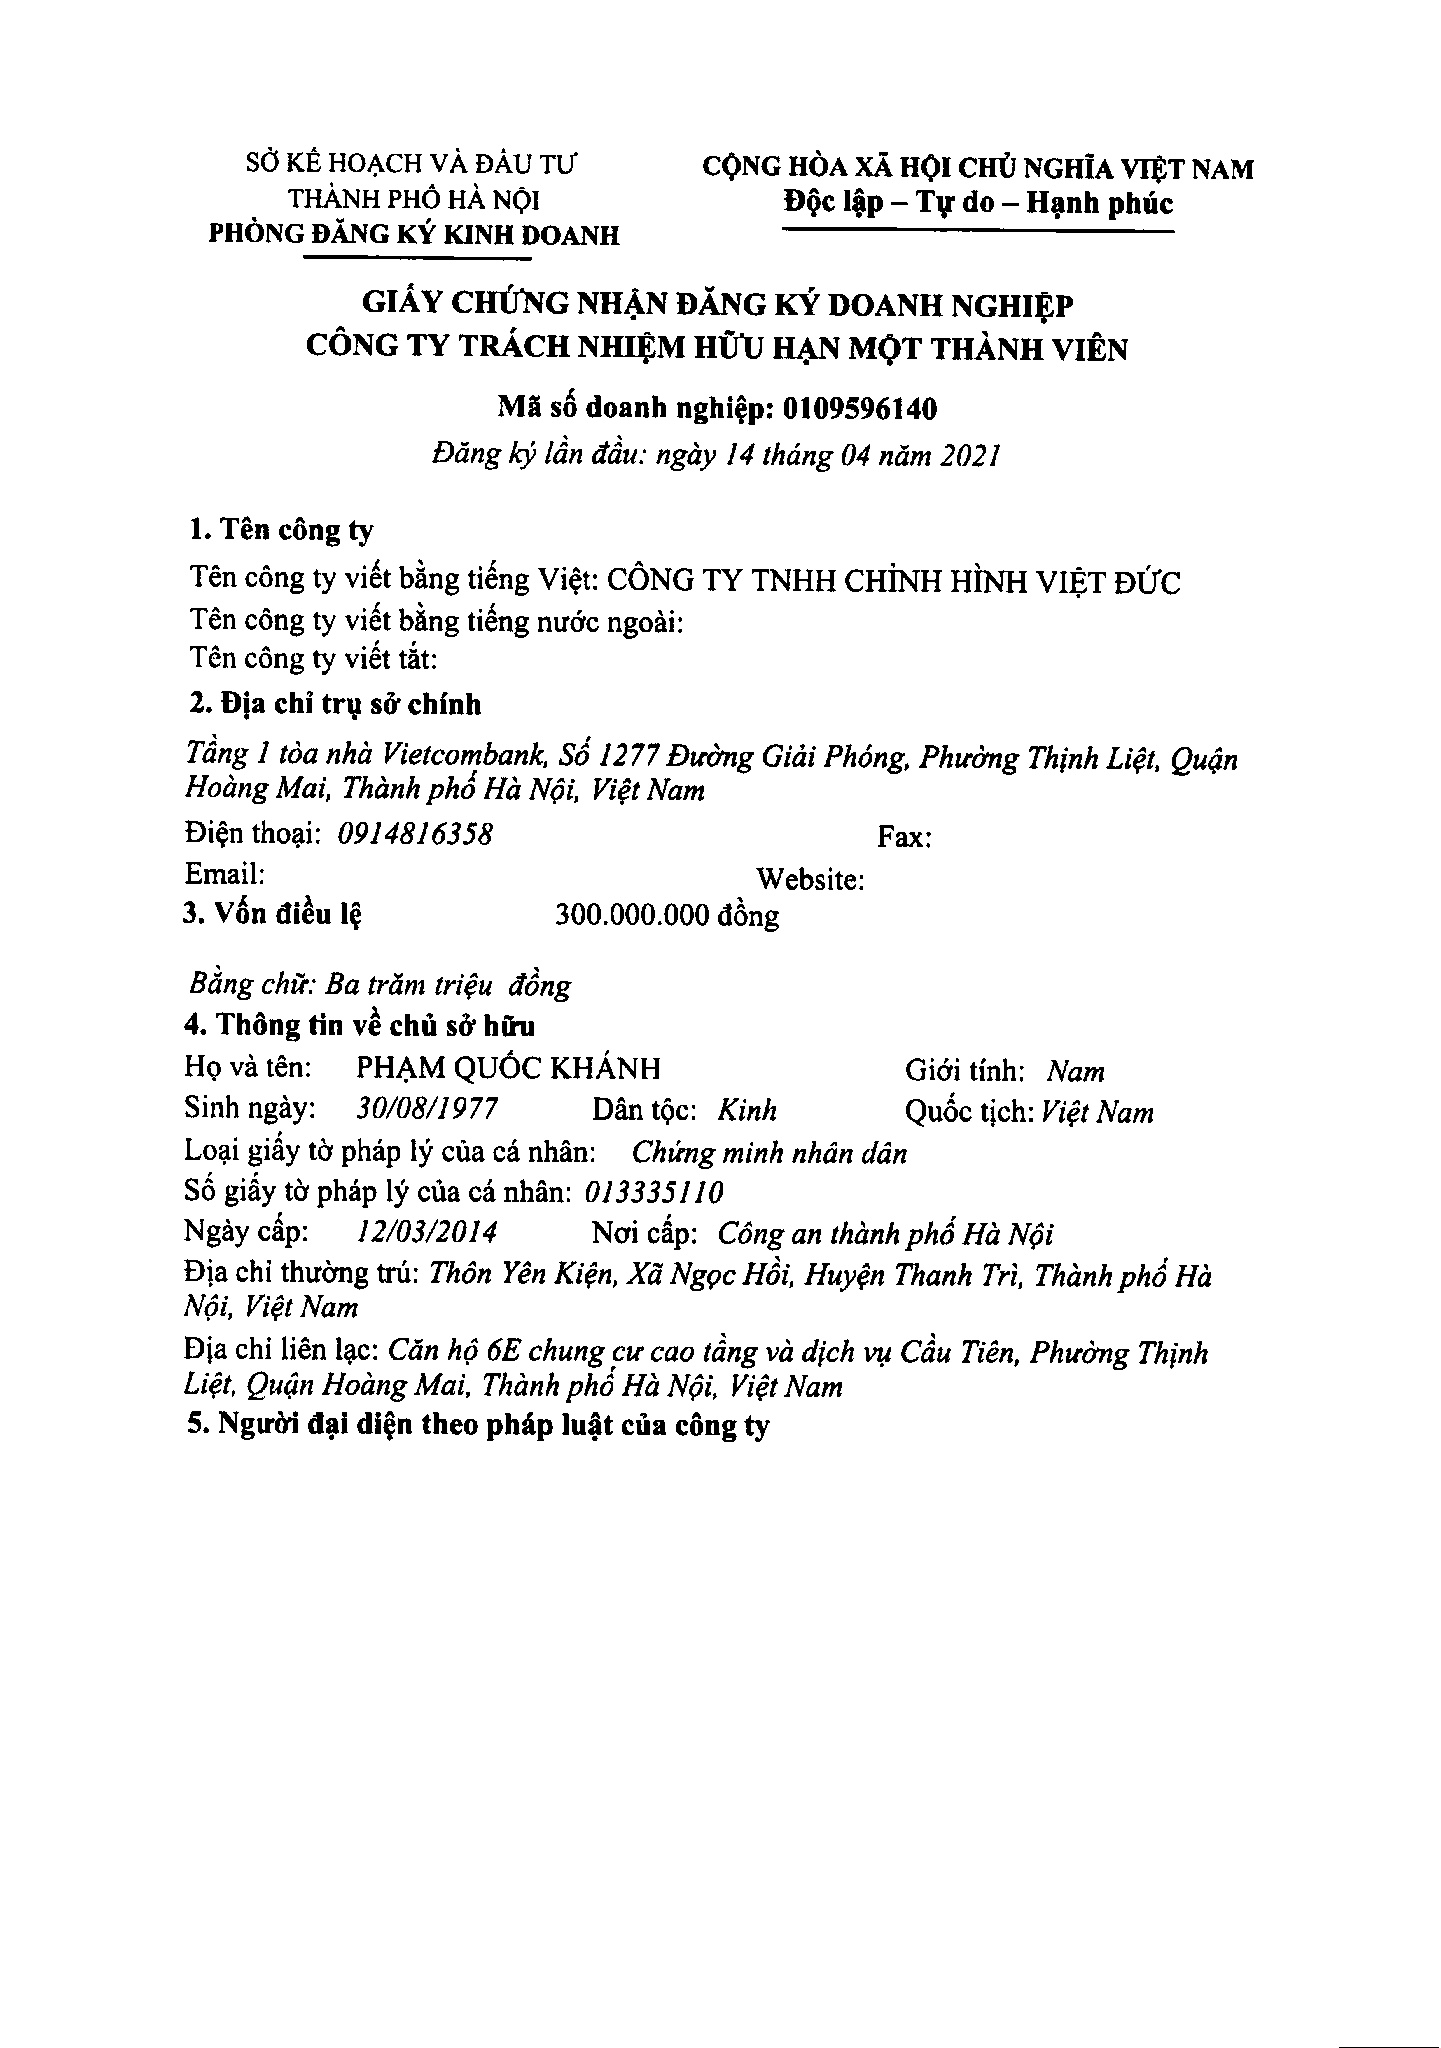 SỞ KẾ HOẠCH VÀ ĐẦU TƯ
THÀNH PHỐ HÀ NỘI
PHÒNG ĐĂNG KÝ KINH DOANH
CỘNG HÒA XÃ HỘI CHỦ NGHĨA VIỆT NAM
Độc lập – Tự do – Hạnh phúc
GIẤY CHỨNG NHẬN ĐĂNG KÝ DOANH NGHIỆP
CÔNG TY TRÁCH NHIỆM HỮU HẠN MỘT THÀNH VIÊN
Mã số doanh nghiệp: 0109596140
Đăng ký lần đầu: ngày 14 tháng 04 năm 2021
1. Tên công ty
Tên công ty viết bằng tiếng Việt: CÔNG TY TNHH CHỈNH HÌNH VIỆT ĐỨC
Tên công ty viết bằng tiếng nước ngoài:
Tên công ty viết tắt:
2. Địa chỉ trụ sở chính
Tầng 1 tòa nhà Vietcombank, Số 1277 Đường Giải Phóng, Phường Thịnh Liệt, Quận
Hoàng Mai, Thành phố Hà Nội, Việt Nam
Điện thoại: 0914816358 Fax:
Email: Website:
3. Vốn điều lệ 300.000.000 đồng
Bằng chữ: Ba trăm triệu đồng
4. Thông tin về chủ sở hữu
Họ và tên: PHẠM QUỐC KHÁNH Giới tính: Nam
Sinh ngày: 30/08/1977 Dân tộc: Kinh Quốc tịch: Việt Nam
Loại giấy tờ pháp lý của cá nhân: Chứng minh nhân dân
Số giấy tờ pháp lý của cá nhân: 013335110
Ngày cấp: 12/03/2014 Nơi cấp: Công an thành phố Hà Nội
Địa chỉ thường trú: Thôn Yên Kiện, Xã Ngọc Hồi, Huyện Thanh Trì, Thành phố Hà
Nội, Việt Nam
Địa chỉ liên lạc: Căn hộ 6E chung cư cao tầng và dịch vụ Cầu Tiên, Phường Thịnh
Liệt, Quận Hoàng Mai, Thành phố Hà Nội, Việt Nam
5. Người đại diện theo pháp luật của công ty